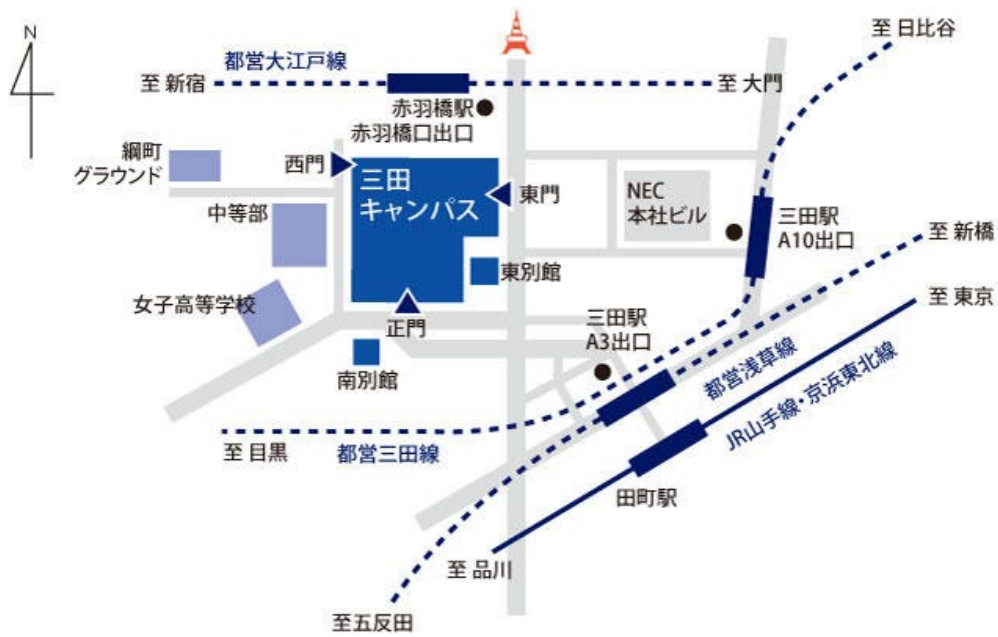 N
至 日比谷
都営大江戸線
至 新宿
至 大門
赤羽橋駅
赤羽橋口出口
綱町
グラウンド
西門
三田
キャンパス
東門
NEC
本社ビル
中等部
三田駅
A10出口
至 新橋
東別館
女子高等学校
至 東京
正門
三田駅
A3出口
南別館
都営浅草線
JR山手線・京浜東北線
至 目黒
都営三田線
田町駅
至 品川
至五反田